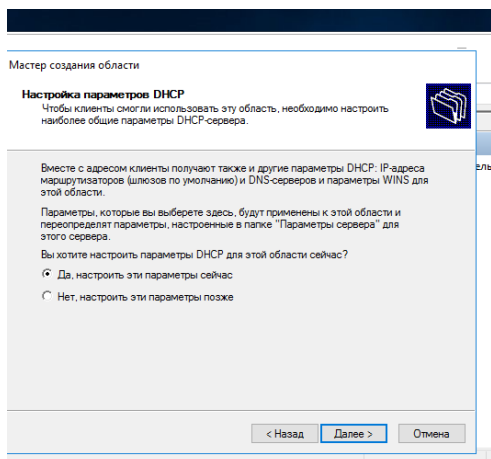 Мастер создания области
Настройка параметров DHCP
Чтобы клиенты смогли использовать эту область, необходимо настроить
наиболее общие параметры DHCP-сервера.
Вместе с адресом клиенты получают также и другие параметры DHCP: IP-адреса
маршрутизаторов (шлюзов по умолчанию) и DNS-серверов и параметры WINS для
этой области.
Параметры, которые вы выберете здесь, будут применены к этой области и
переопределят параметры, настроенные в папке "Параметры сервера" для
этого сервера.
Вы хотите настроить параметры DHCP для этой области сейчас?
Да, настроить эти параметры сейчас
Нет, настроить эти параметры позже
< Назад Далее > Отмена